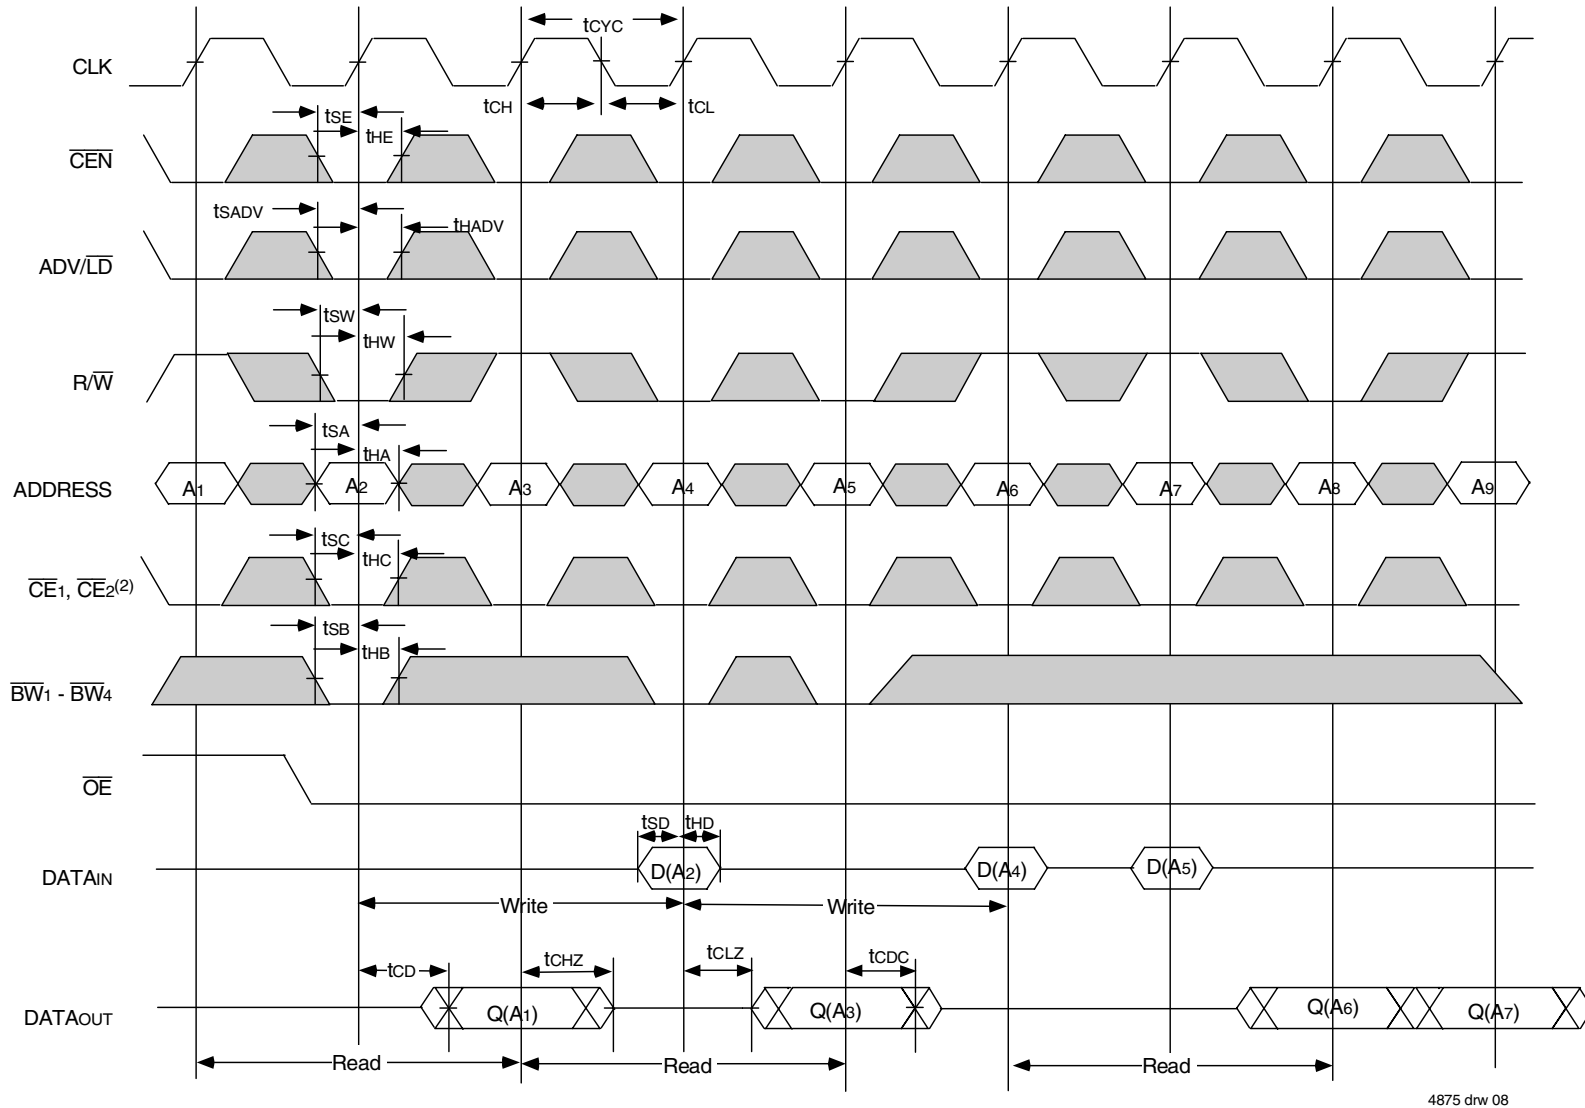 tCYC
CLK
tCH
tCL
tSE
tHE
CEN
tSADV
tHADV
ADV/LD
tSW
tHW
R/W
tSA
tHA
ADDRESS
A1 A2 A3 A4 A5 A6 A7 A8 A9
tSC
tHC
CE1, CE2(2)
tSB
tHB
BW1 - BW4
OE
tSD tHD
DATAIN
D(A2) D(A4) D(A5)
Write Write
tCD tCHZ tCLZ tCDC
DATAOUT
Q(A1) Q(A3) Q(A6) Q(A7)
Read Read Read
4875 drw 08